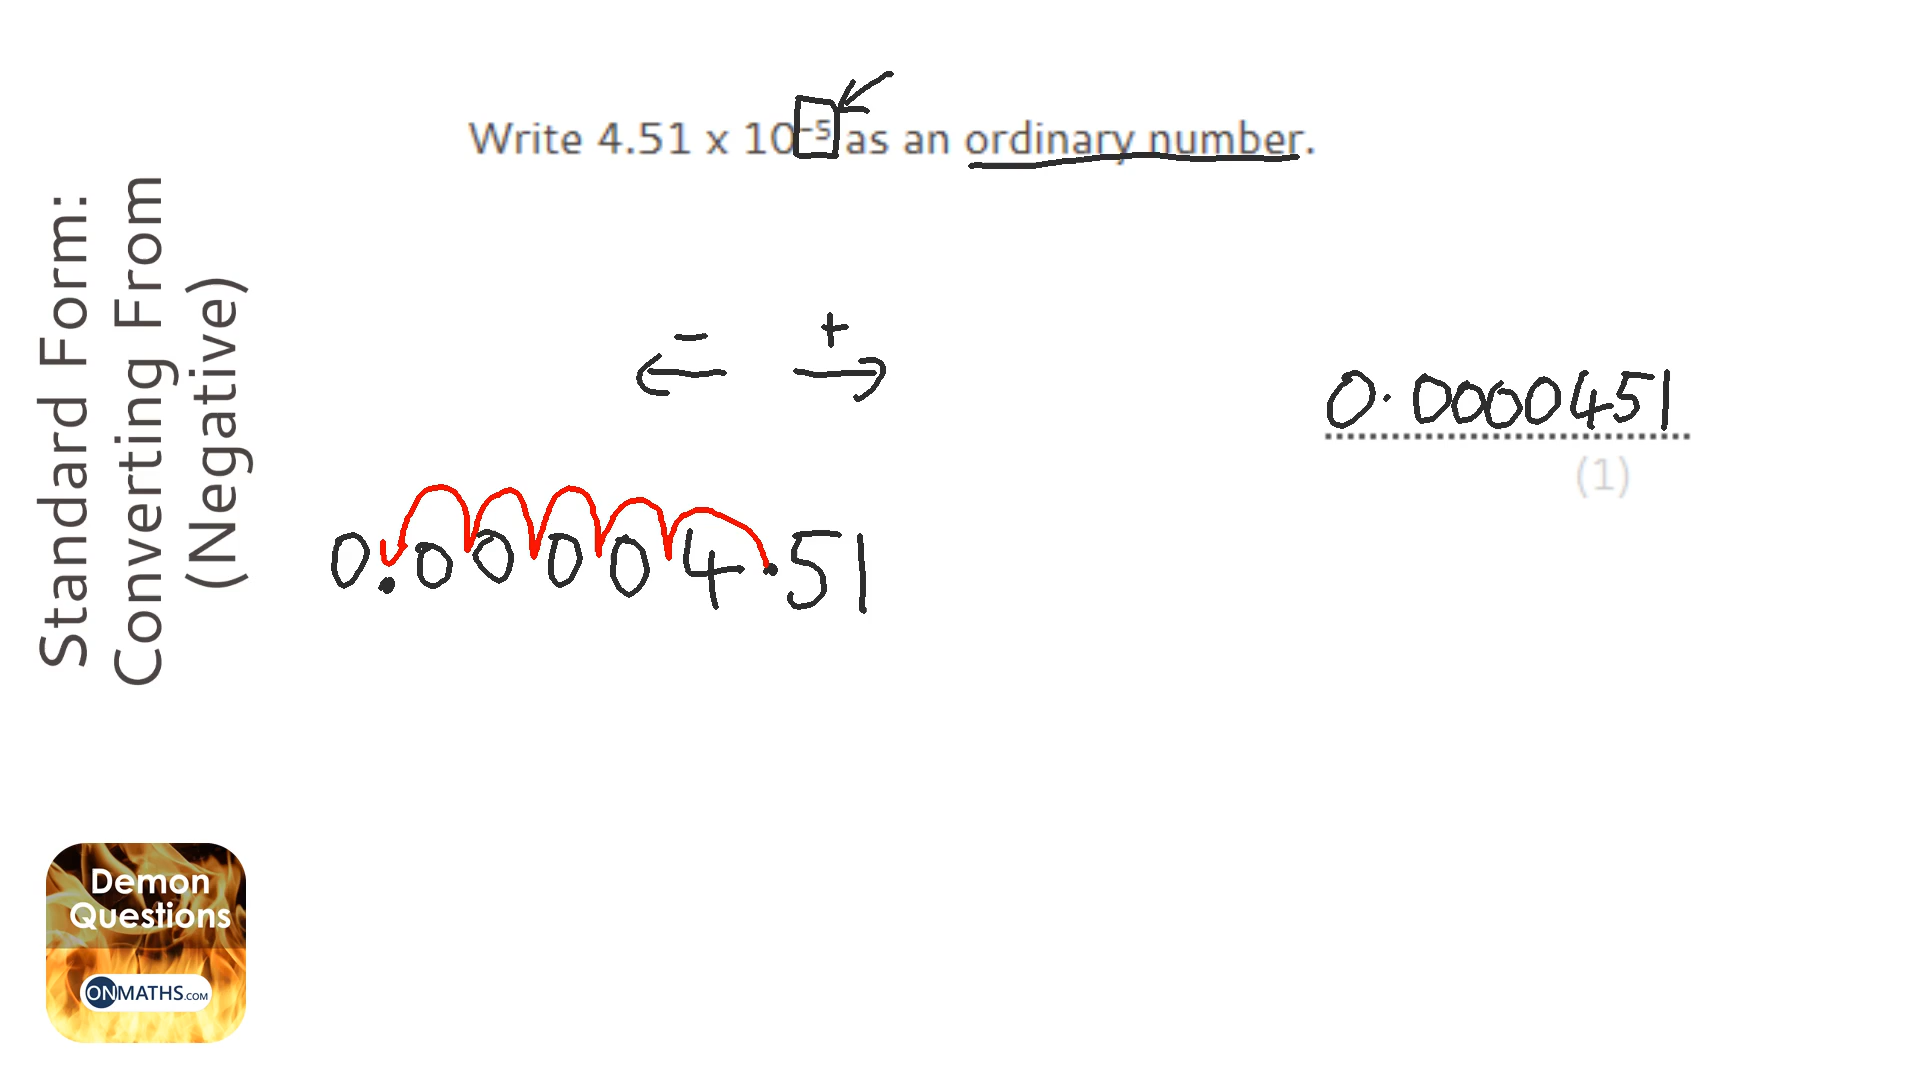 Write 4.51 x 10⁻⁵ as an ordinary number.
Standard Form:
Converting From
(Negative)
− +
0.0000451
(1)
0.00004.51
Demon
Questions
ONMATHS.COM